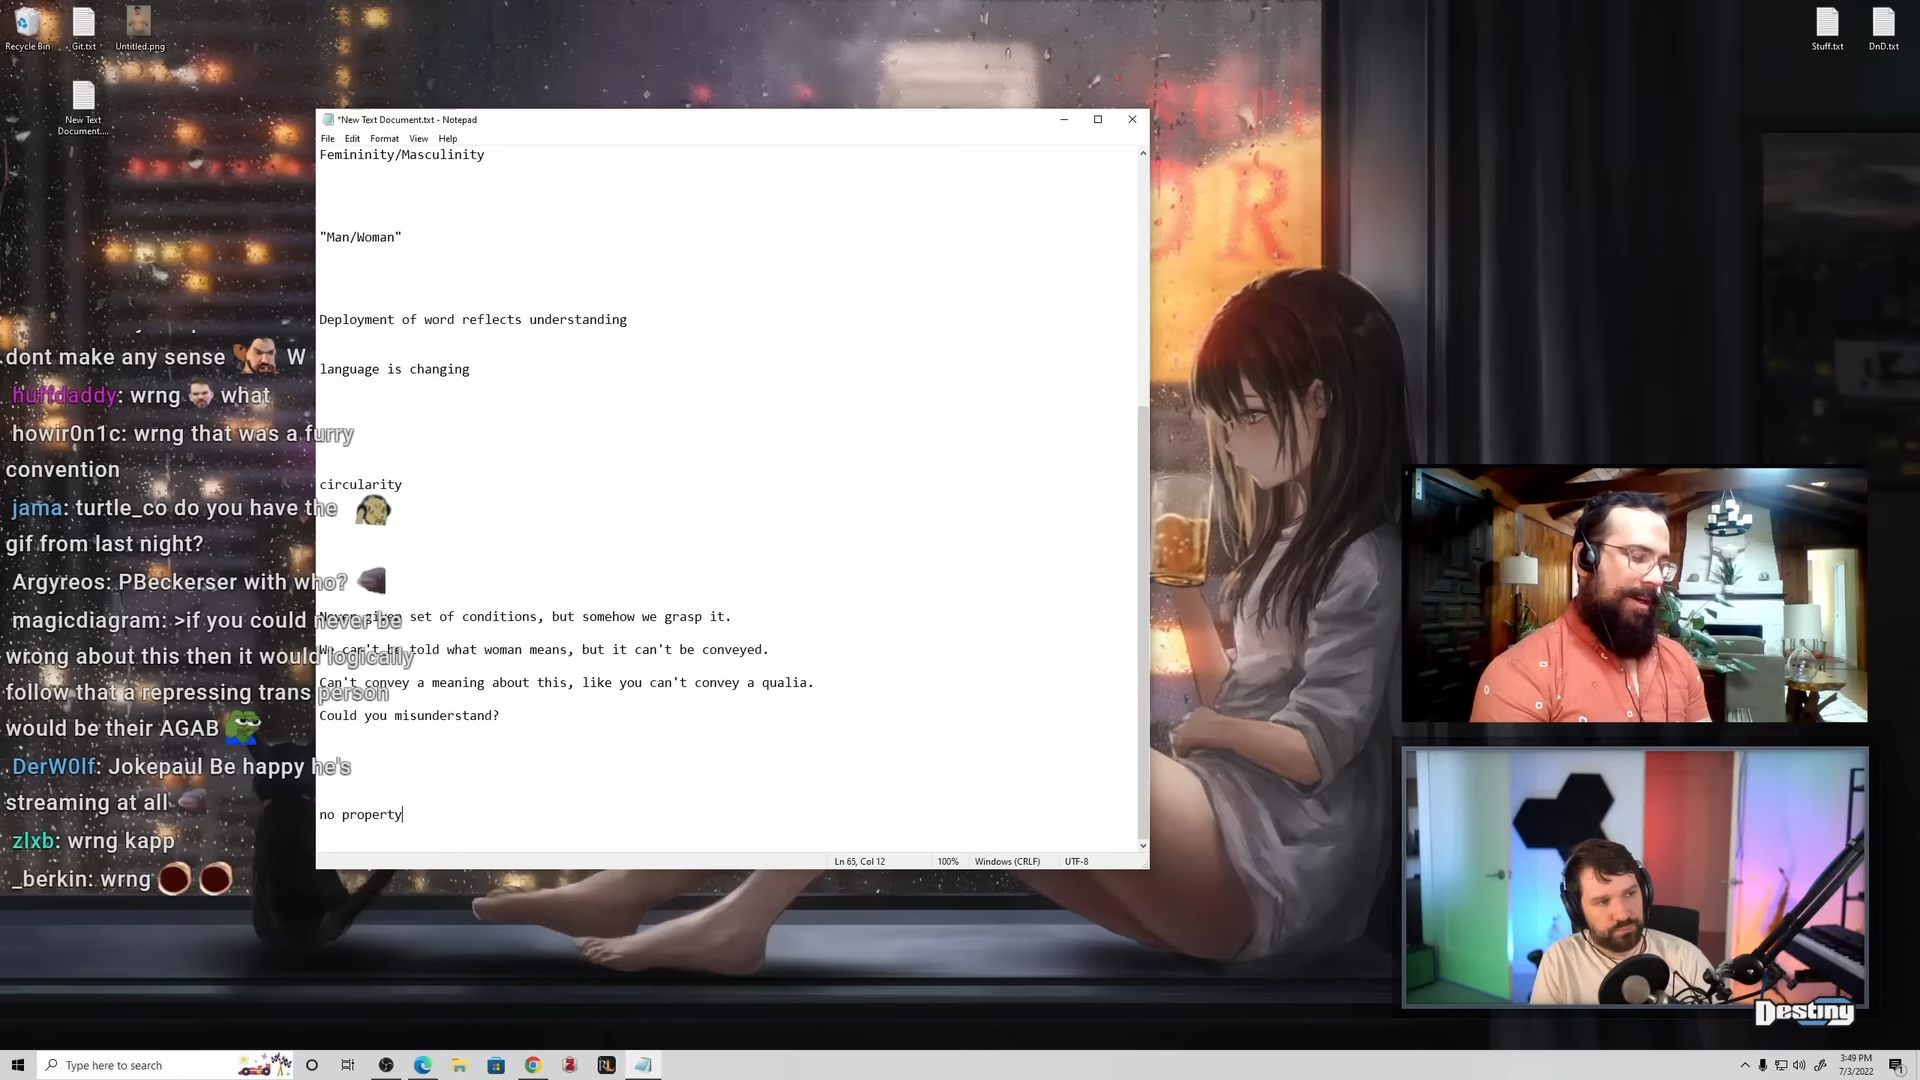 Recycle Bin
Git.txt
Untitled.png
New Text
Document....
Stuff.txt
DnD.txt
*New Text Document.txt - Notepad
File Edit Format View Help
Femininity/Masculinity
"Man/Woman"
Deployment of word reflects understanding
language is changing
circularity
Never given set of conditions, but somehow we grasp it.
We can't be told what woman means, but it can't be conveyed.
Can't convey a meaning about this, like you can't convey a qualia.
Could you misunderstand?
no property
Ln 65, Col 12 100% Windows (CRLF) UTF-8
dont make any sense W
huffdaddy: wrng what
howir0n1c: wrng that was a furry
convention
jama: turtle_co do you have the
gif from last night?
Argyreos: PBeckerser with who?
magicdiagram: >if you could never be
wrong about this then it would logically
follow that a repressing trans person
would be their AGAB
DerW0lf: Jokepaul Be happy he's
streaming at all
zlxb: wrng kapp
_berkin: wrng
OR
Destiny
Type here to search
3:49 PM
7/3/2022